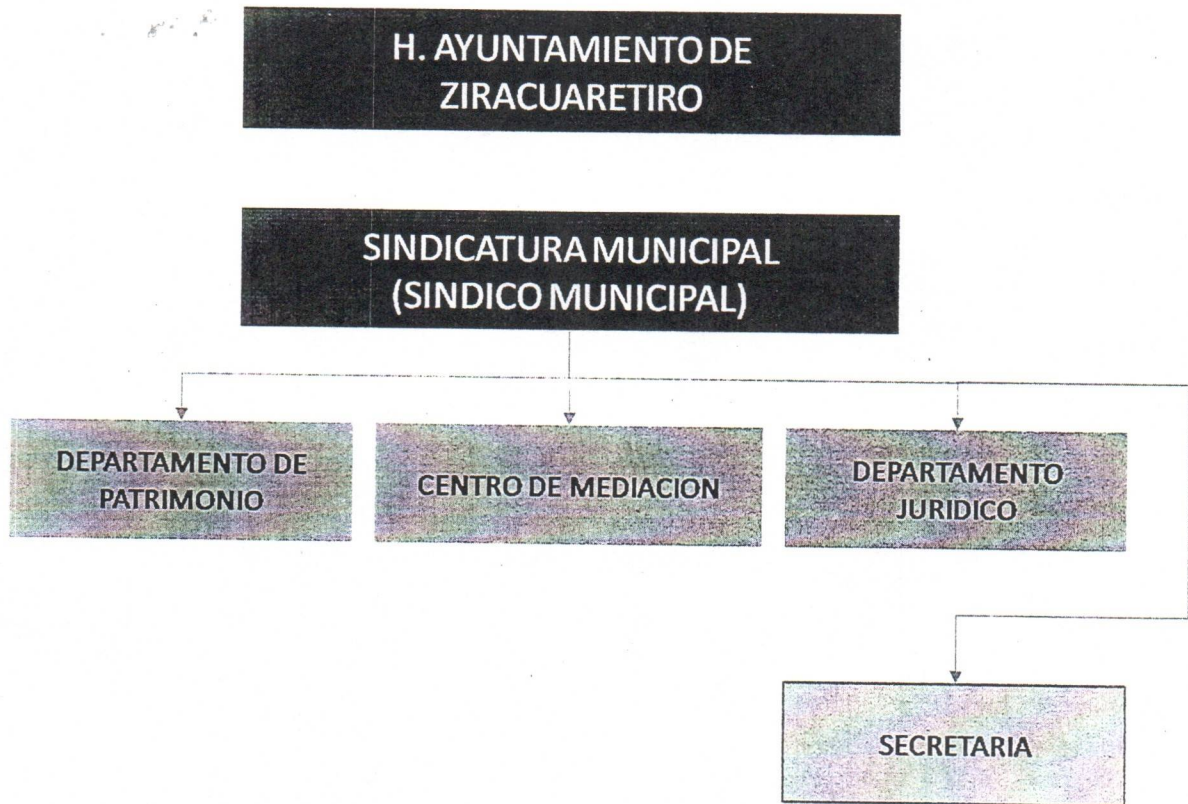 H. AYUNTAMIENTO DE
ZIRACUARETIRO
SINDICATURA MUNICIPAL
(SINDICO MUNICIPAL)
DEPARTAMENTO DE
PATRIMONIO
CENTRO DE MEDIACION
DEPARTAMENTO
JURIDICO
SECRETARIA